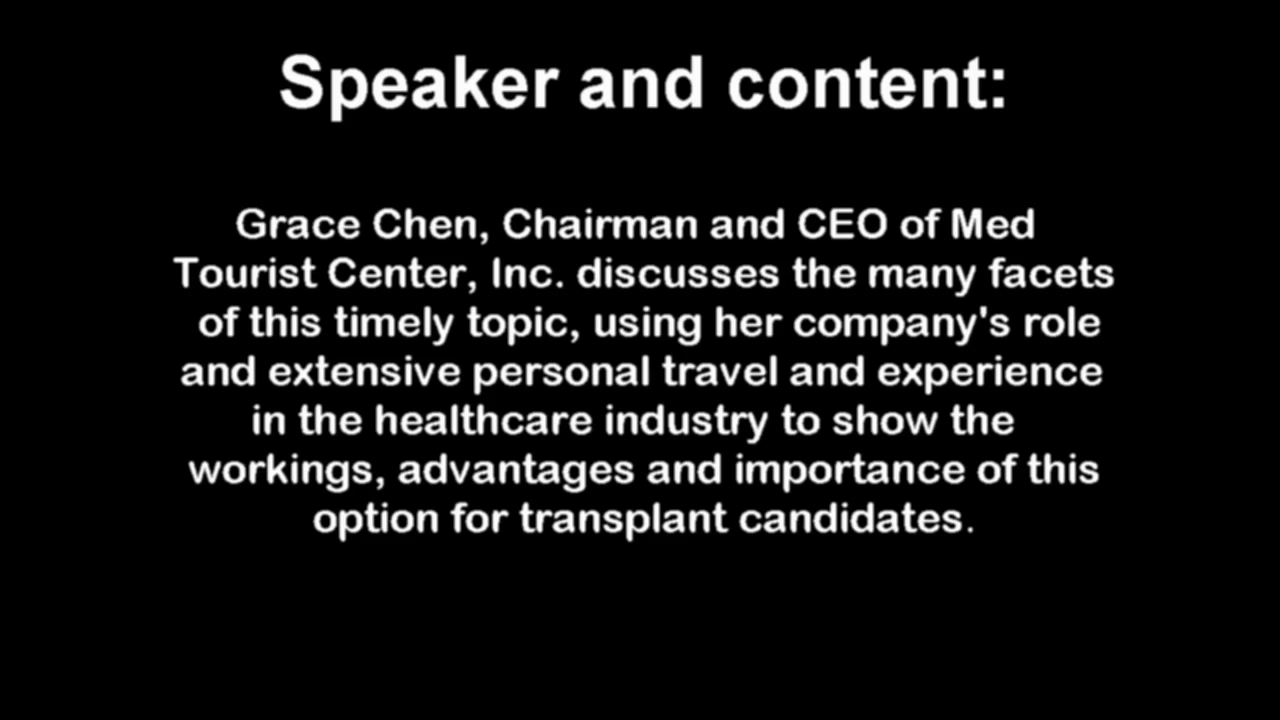 Speaker and content:
Grace Chen, Chairman and CEO of Med
Tourist Center, Inc. discusses the many facets
of this timely topic, using her company's role
and extensive personal travel and experience
in the healthcare industry to show the
workings, advantages and importance of this
option for transplant candidates.